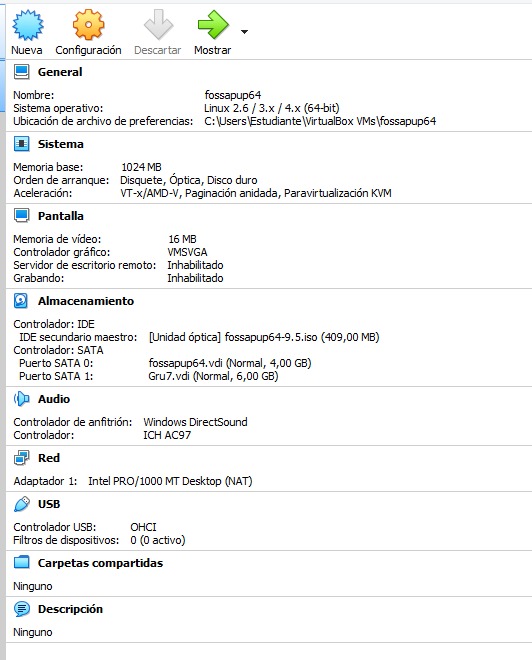 Nueva Configuración Descartar Mostrar
General
Nombre: fossapup64
Sistema operativo: Linux 2.6 / 3.x / 4.x (64-bit)
Ubicación de archivo de preferencias: C:\Users\Estudiante\VirtualBox VMs\fossapup64
Sistema
Memoria base: 1024 MB
Orden de arranque: Disquete, Óptica, Disco duro
Aceleración: VT-x/AMD-V, Paginación anidada, Paravirtualización KVM
Pantalla
Memoria de vídeo: 16 MB
Controlador gráfico: VMSVGA
Servidor de escritorio remoto: Inhabilitado
Grabando: Inhabilitado
Almacenamiento
Controlador: IDE
IDE secundario maestro: [Unidad óptica] fossapup64-9.5.iso (409,00 MB)
Controlador: SATA
Puerto SATA 0: fossapup64.vdi (Normal, 4,00 GB)
Puerto SATA 1: Gru7.vdi (Normal, 6,00 GB)
Audio
Controlador de anfitrión: Windows DirectSound
Controlador: ICH AC97
Red
Adaptador 1: Intel PRO/1000 MT Desktop (NAT)
USB
Controlador USB: OHCI
Filtros de dispositivos: 0 (0 activo)
Carpetas compartidas
Ninguno
Descripción
Ninguno